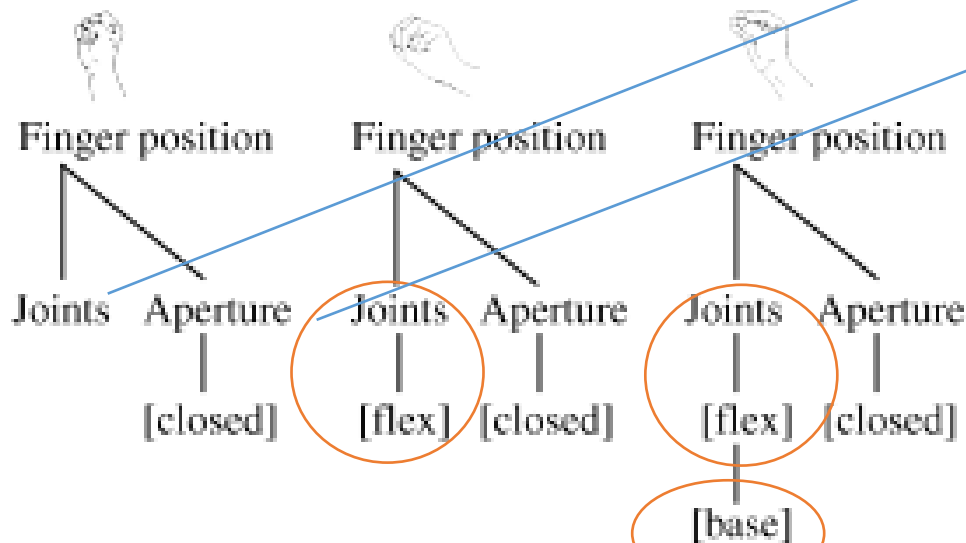 Finger position Finger position Finger position
Joints Aperture Joints Aperture Joints Aperture
[closed] [flex] [closed] [flex] [closed]
[base]